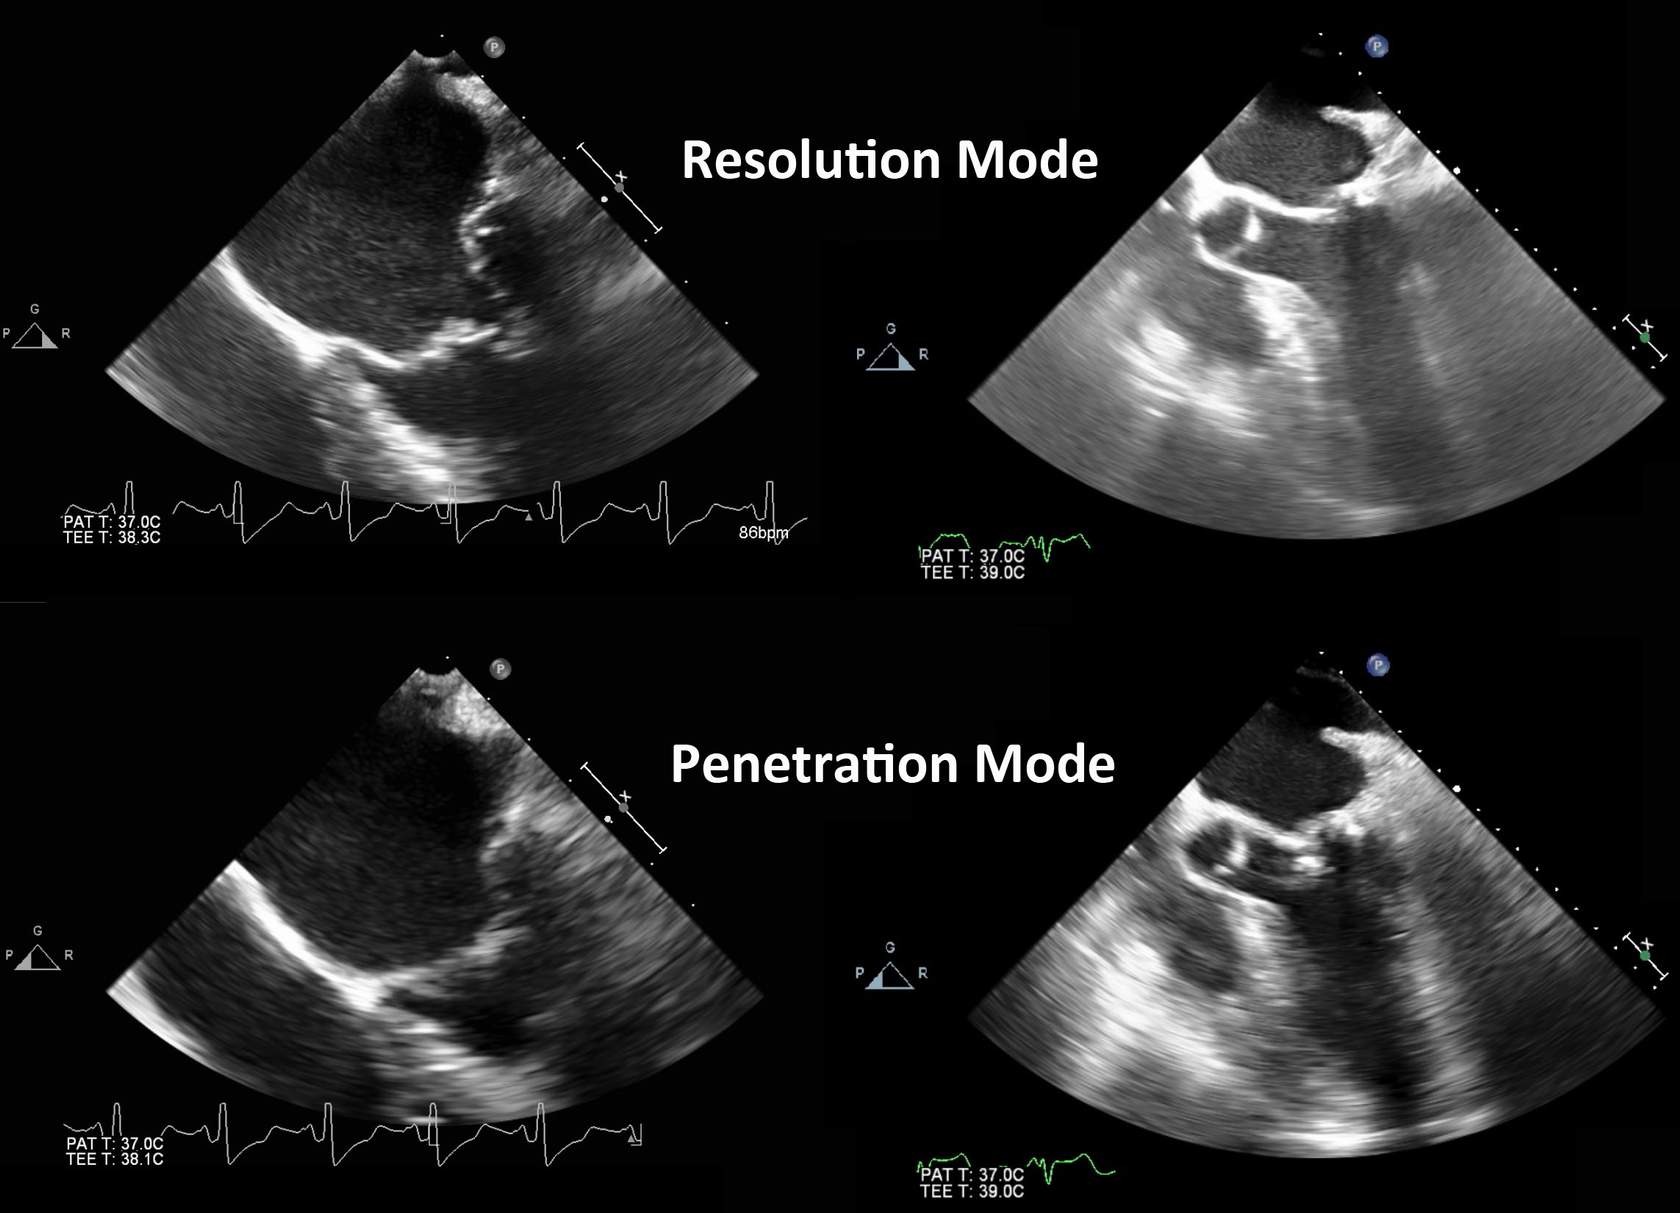 P
Resolution Mode
P
X
G
P R
X
G
P R
PAT T: 37.0C
TEE T: 38.3C
86bpm
PAT T: 37.0C
TEE T: 39.0C
P
P
Penetration Mode
X
G
P R
X
G
P R
PAT T: 37.0C
TEE T: 38.1C
PAT T: 37.0C
TEE T: 39.0C